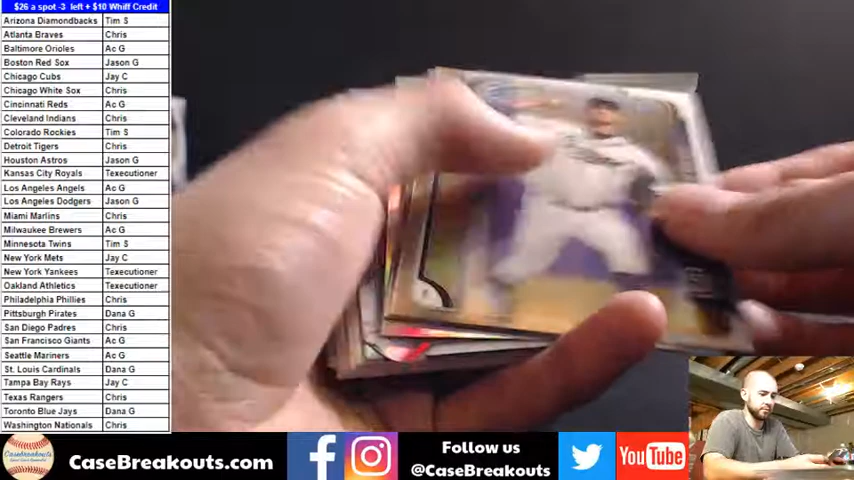 $26 a spot -3 left + $10 Whiff Credit
Arizona Diamondbacks Tim S
Atlanta Braves Chris
Baltimore Orioles Ac G
Boston Red Sox Jason G
Chicago Cubs Jay C
Chicago White Sox Chris
Cincinnati Reds Ac G
Cleveland Indians Chris
Colorado Rockies Tim S
Detroit Tigers Chris
Houston Astros Jason G
Kansas City Royals Texecutioner
Los Angeles Angels Ac G
Los Angeles Dodgers Jason G
Miami Marlins Chris
Milwaukee Brewers Ac G
Minnesota Twins Tim S
New York Mets Jay C
New York Yankees Texecutioner
Oakland Athletics Texecutioner
Philadelphia Phillies Chris
Pittsburgh Pirates Dana G
San Diego Padres Chris
San Francisco Giants Ac G
Seattle Mariners Ac G
St. Louis Cardinals Dana G
Tampa Bay Rays Jay C
Texas Rangers Chris
Toronto Blue Jays Dana G
Washington Nationals Chris
Casebreakouts
CaseBreakouts.com
Follow us
@CaseBreakouts
YouTube